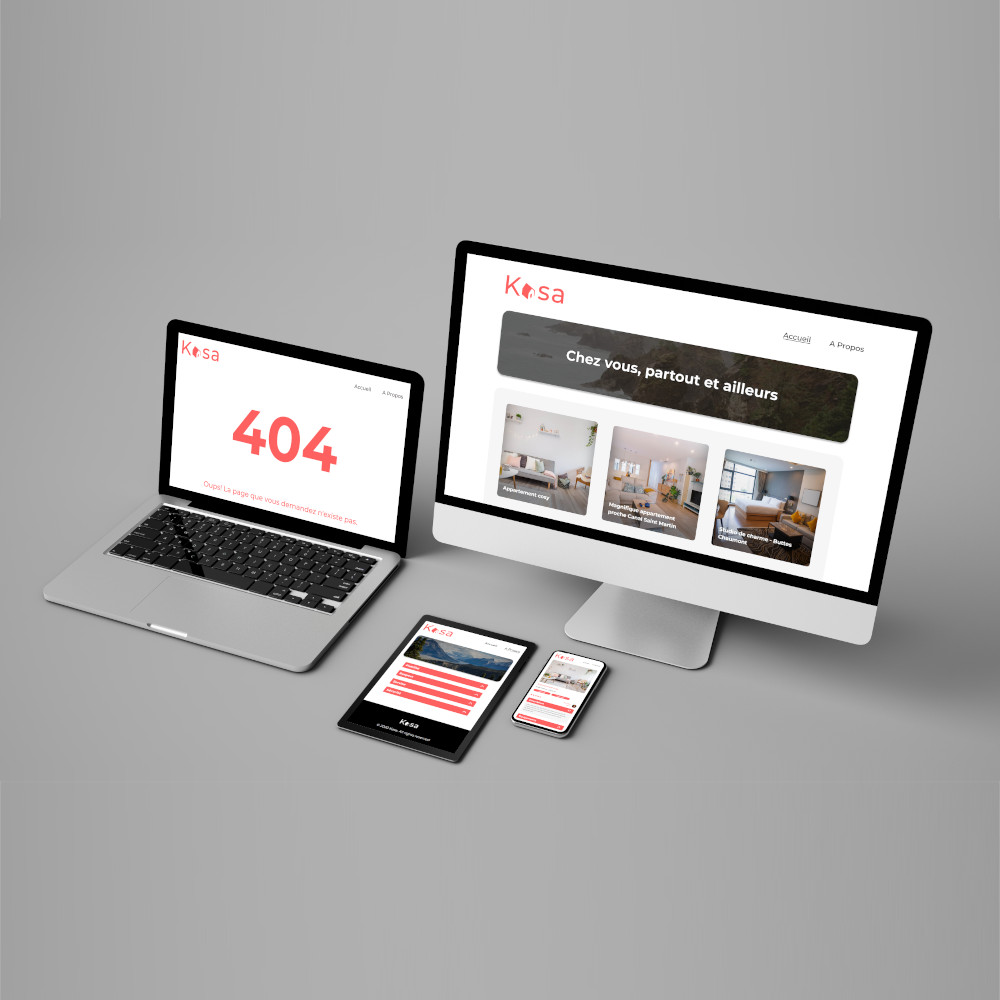 Kasa
Accueil A Propos
404
Oups! La page que vous demandez n'existe pas.
Kasa
Accueil A Propos
Chez vous, partout et ailleurs
Appartement cosy
Magnifique appartement
proche Canal Saint Martin
Studio de charme - Buttes
Chaumont
Kasa
Accueil A Propos
Kasa
© 2020 Kasa. All rights reserved
Kasa